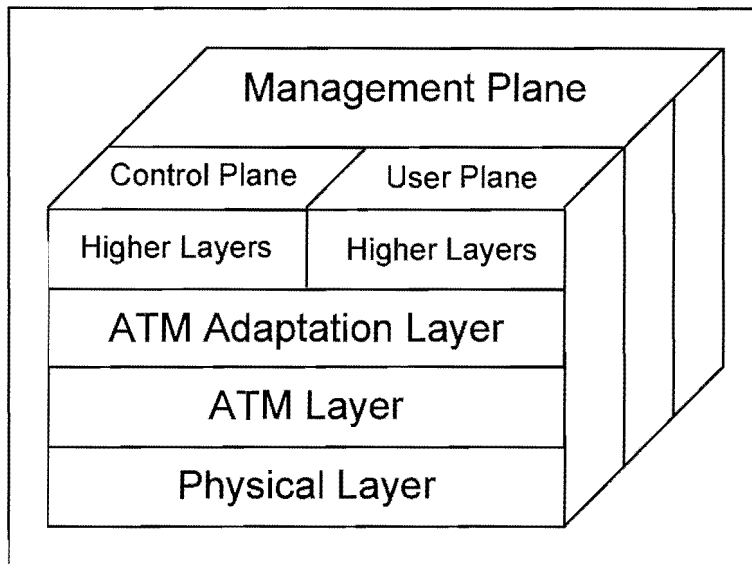 Management Plane
Control Plane
User Plane
Higher Layers
Higher Layers
ATM Adaptation Layer
ATM Layer
Physical Layer